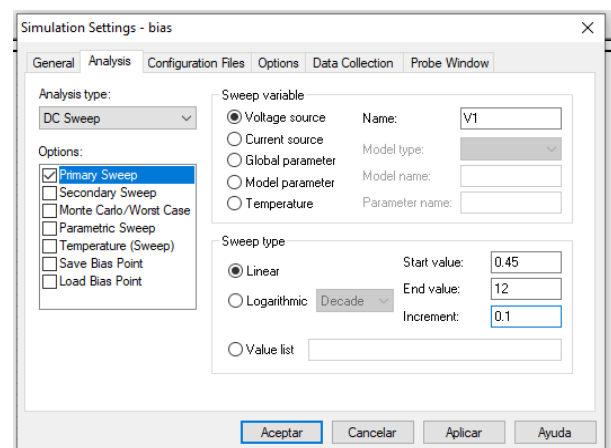 Simulation Settings - bias
General Analysis Configuration Files Options Data Collection Probe Window
Analysis type:
DC Sweep
Options:
Primary Sweep
Secondary Sweep
Monte Carlo/Worst Case
Parametric Sweep
Temperature (Sweep)
Save Bias Point
Load Bias Point
Sweep variable
Voltage source Name: V1
Current source Model type:
Global parameter
Model parameter Model name:
Temperature Parameter name:
Sweep type
Linear Start value: 0.45
Logarithmic Decade End value: 12
Increment: 0.1
Value list
Aceptar Cancelar Aplicar Ayuda